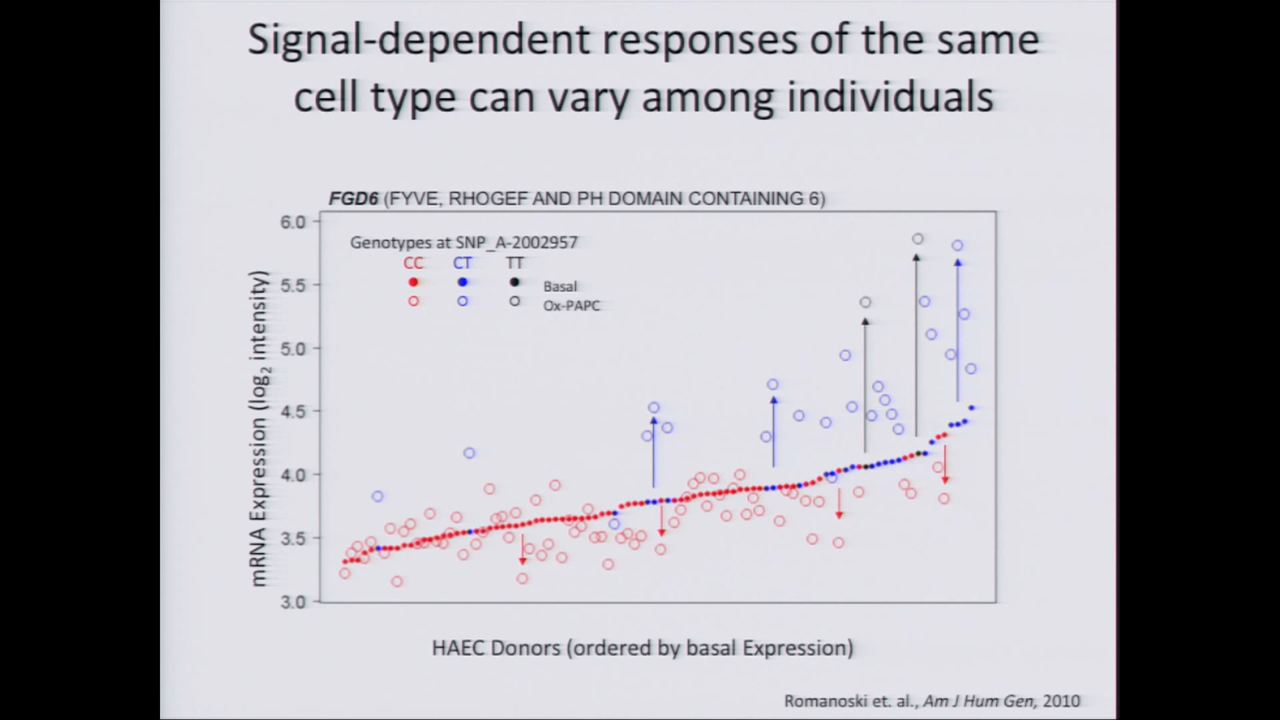 Signal-dependent responses of the same
cell type can vary among individuals
FGD6 (FYVE, RHOGEF AND PH DOMAIN CONTAINING 6)
6.0
5.5
5.0
4.5
4.0
3.5
3.0
mRNA Expression (log2 intensity)
Genotypes at SNP_A-2002957
CC CT TT
Basal
Ox-PAPC
HAEC Donors (ordered by basal Expression)
Romanoski et. al., Am J Hum Gen, 2010